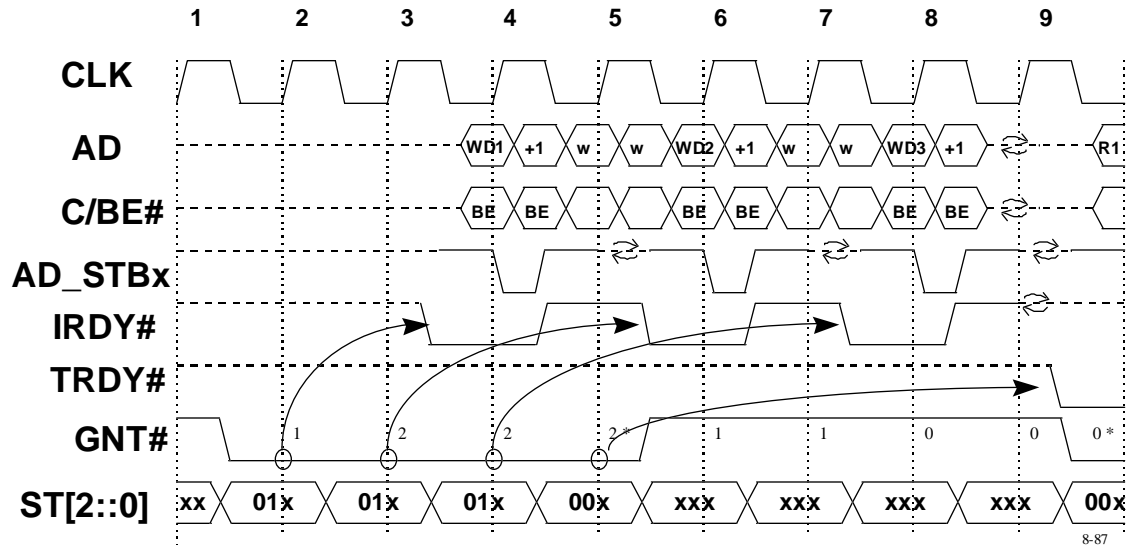 1 2 3 4 5 6 7 8 9
CLK
AD WD1 +1 w w WD2 +1 w w WD3 +1 R1
C/BE# BE BE BE BE BE BE
AD_STBx
IRDY#
TRDY#
GNT# 1 2 2 2 * 1 1 0 0 0 *
ST[2::0] xx 01x 01x 01x 00x xxx xxx xxx xxx 00x
8-87